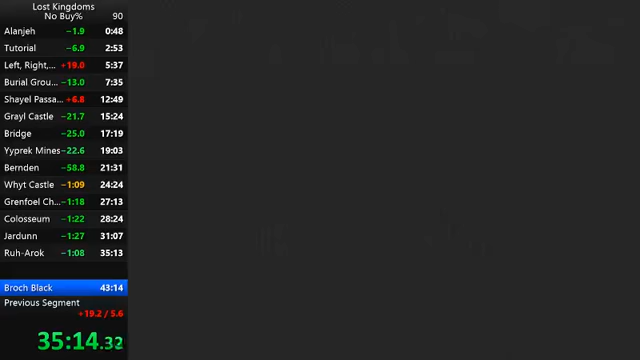 Lost Kingdoms
No Buy% 90
Alanjeh −1.9 0:48
Tutorial −6.9 2:53
Left, Right,... +19.0 5:37
Burial Grou... −13.0 7:35
Shayel Passa... +6.8 12:49
Grayl Castle −21.7 15:24
Bridge −25.0 17:19
Yyprek Mines −22.6 19:03
Bernden −58.8 21:31
Whyt Castle −1:09 24:24
Grenfoel Ch... −1:18 27:13
Colosseum −1:22 28:24
Jardunn −1:27 31:07
Ruh-Arok −1:08 35:13
Broch Black 43:14
Previous Segment
+19.2 / 5.6
35:14.32